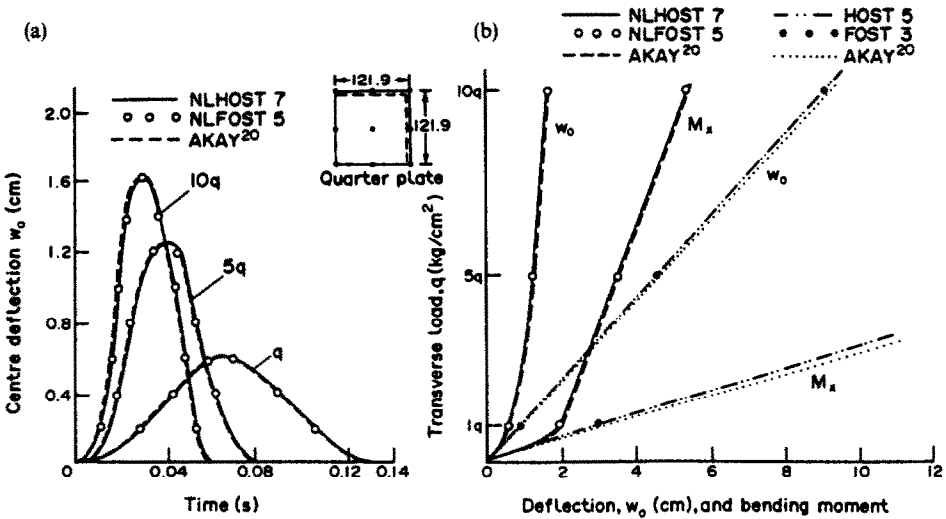 (a)
NLHOST 7
NLFOST 5
AKAY20
121.9
121.9
Quarter plate
2.0
1.6
1.2
0.8
0.4
0
10q
5q
q
0.04
0.08
0.12
0.14
Centre deflection w₀ (cm)
Time (s)
(b)
NLHOST 7
NLFOST 5
AKAY20
HOST 5
FOST 3
AKAY20
10q
5q
1q
w₀
Mx
w₀
Mx
0
2
4
6
8
10
12
Transverse load, q (kg/cm²)
Deflection, w₀ (cm), and bending moment